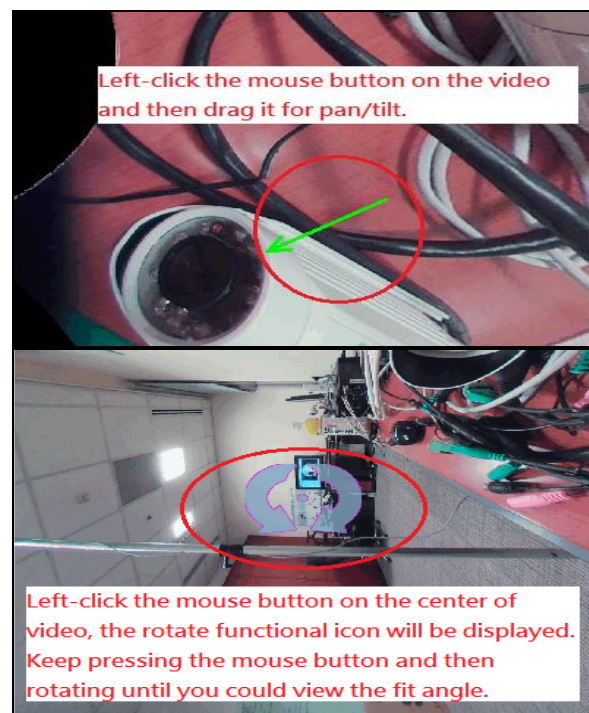 Left-click the mouse button on the video
and then drag it for pan/tilt.
Left-click the mouse button on the center of
video, the rotate functional icon will be displayed.
Keep pressing the mouse button and then
rotating until you could view the fit angle.